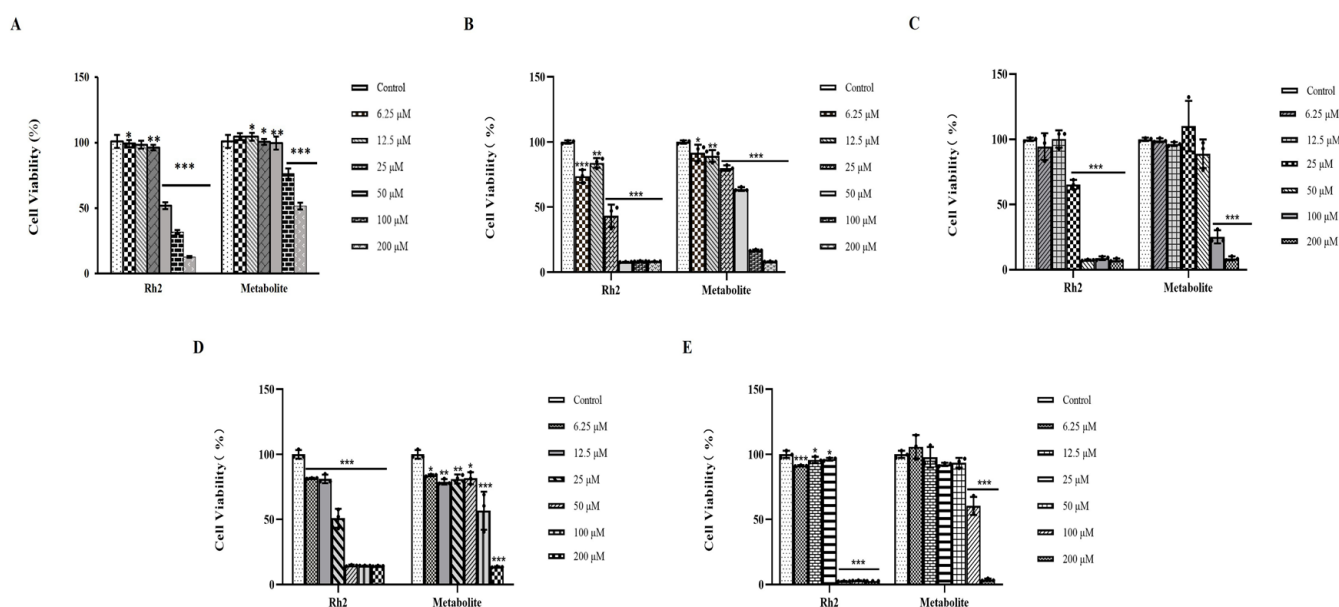 A
Cell Viability (%)
150
100
50
0
*
**
***
*
*
**
***
Rh2
Metabolite
Control
6.25 μM
12.5 μM
25 μM
50 μM
100 μM
200 μM
B
Cell Viability ( %)
150
100
50
0
***
**
***
*
**
***
Rh2
Metabolite
Control
6.25 μM
12.5 μM
25 μM
50 μM
100 μM
200 μM
C
Cell Viability ( %)
150
100
50
0
***
***
Rh2
Metabolite
Control
6.25 μM
12.5 μM
25 μM
50 μM
100 μM
200 μM
D
Cell Viability ( %)
150
100
50
0
***
*
**
**
*
***
***
Rh2
Metabolite
Control
6.25 μM
12.5 μM
25 μM
50 μM
100 μM
200 μM
E
Cell Viability ( %)
150
100
50
0
***
*
*
***
***
Rh2
Metabolite
Control
6.25 μM
12.5 μM
25 μM
50 μM
100 μM
200 μM